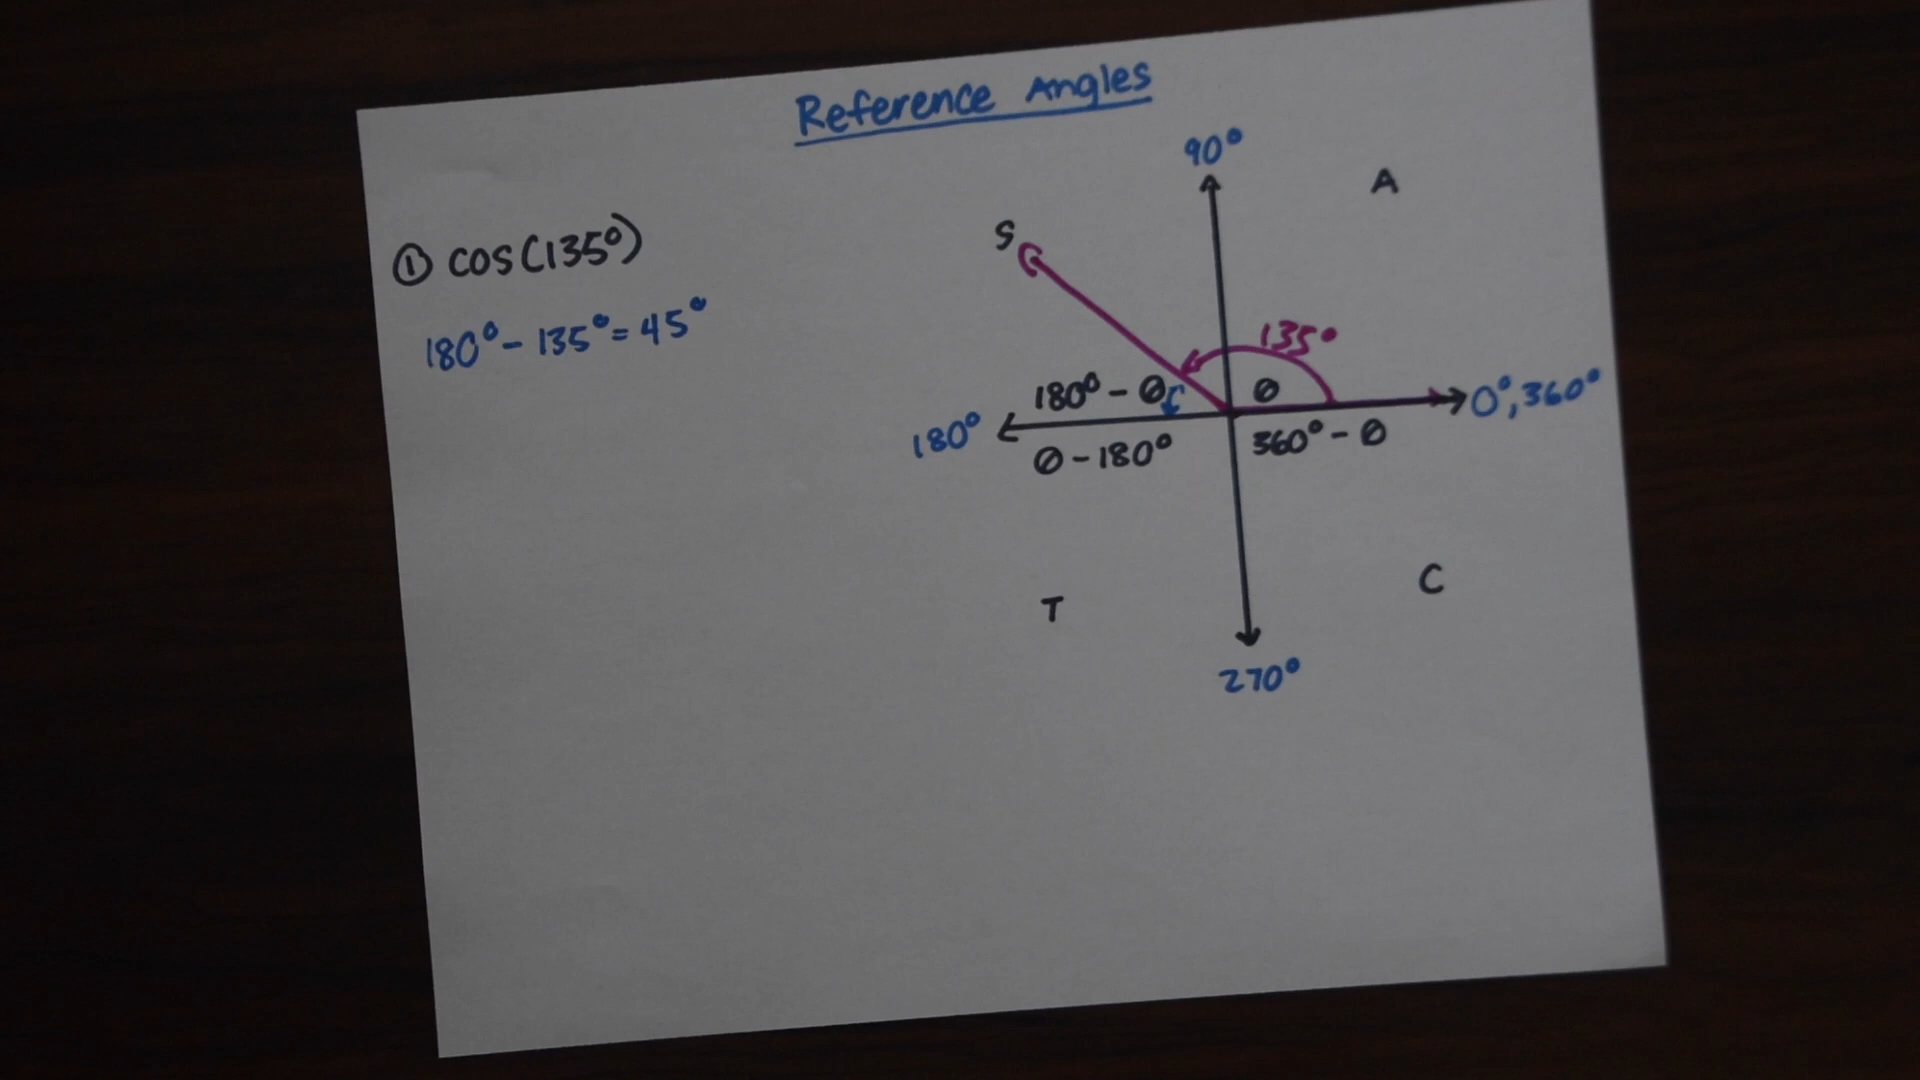 Reference Angles
① cos(135°)
180° - 135° = 45°
90°
A
S
135°
180° - θ
θ
0°, 360°
180°
θ - 180°
360° - θ
T
C
270°